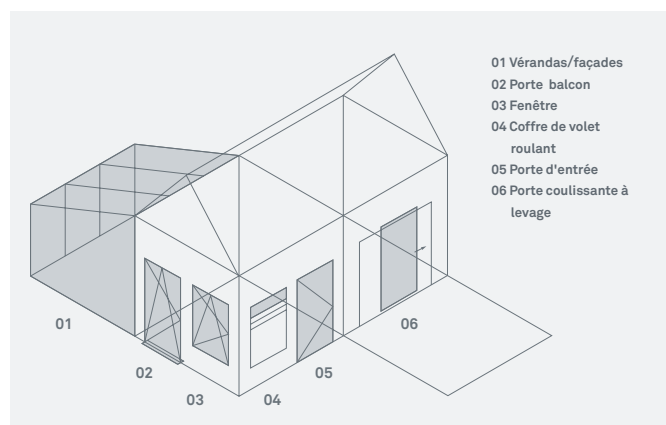 01 Vérandas/façades
02 Porte balcon
03 Fenêtre
04 Coffre de volet
roulant
05 Porte d'entrée
06 Porte coulissante à
levage
01
02
03
04
05
06